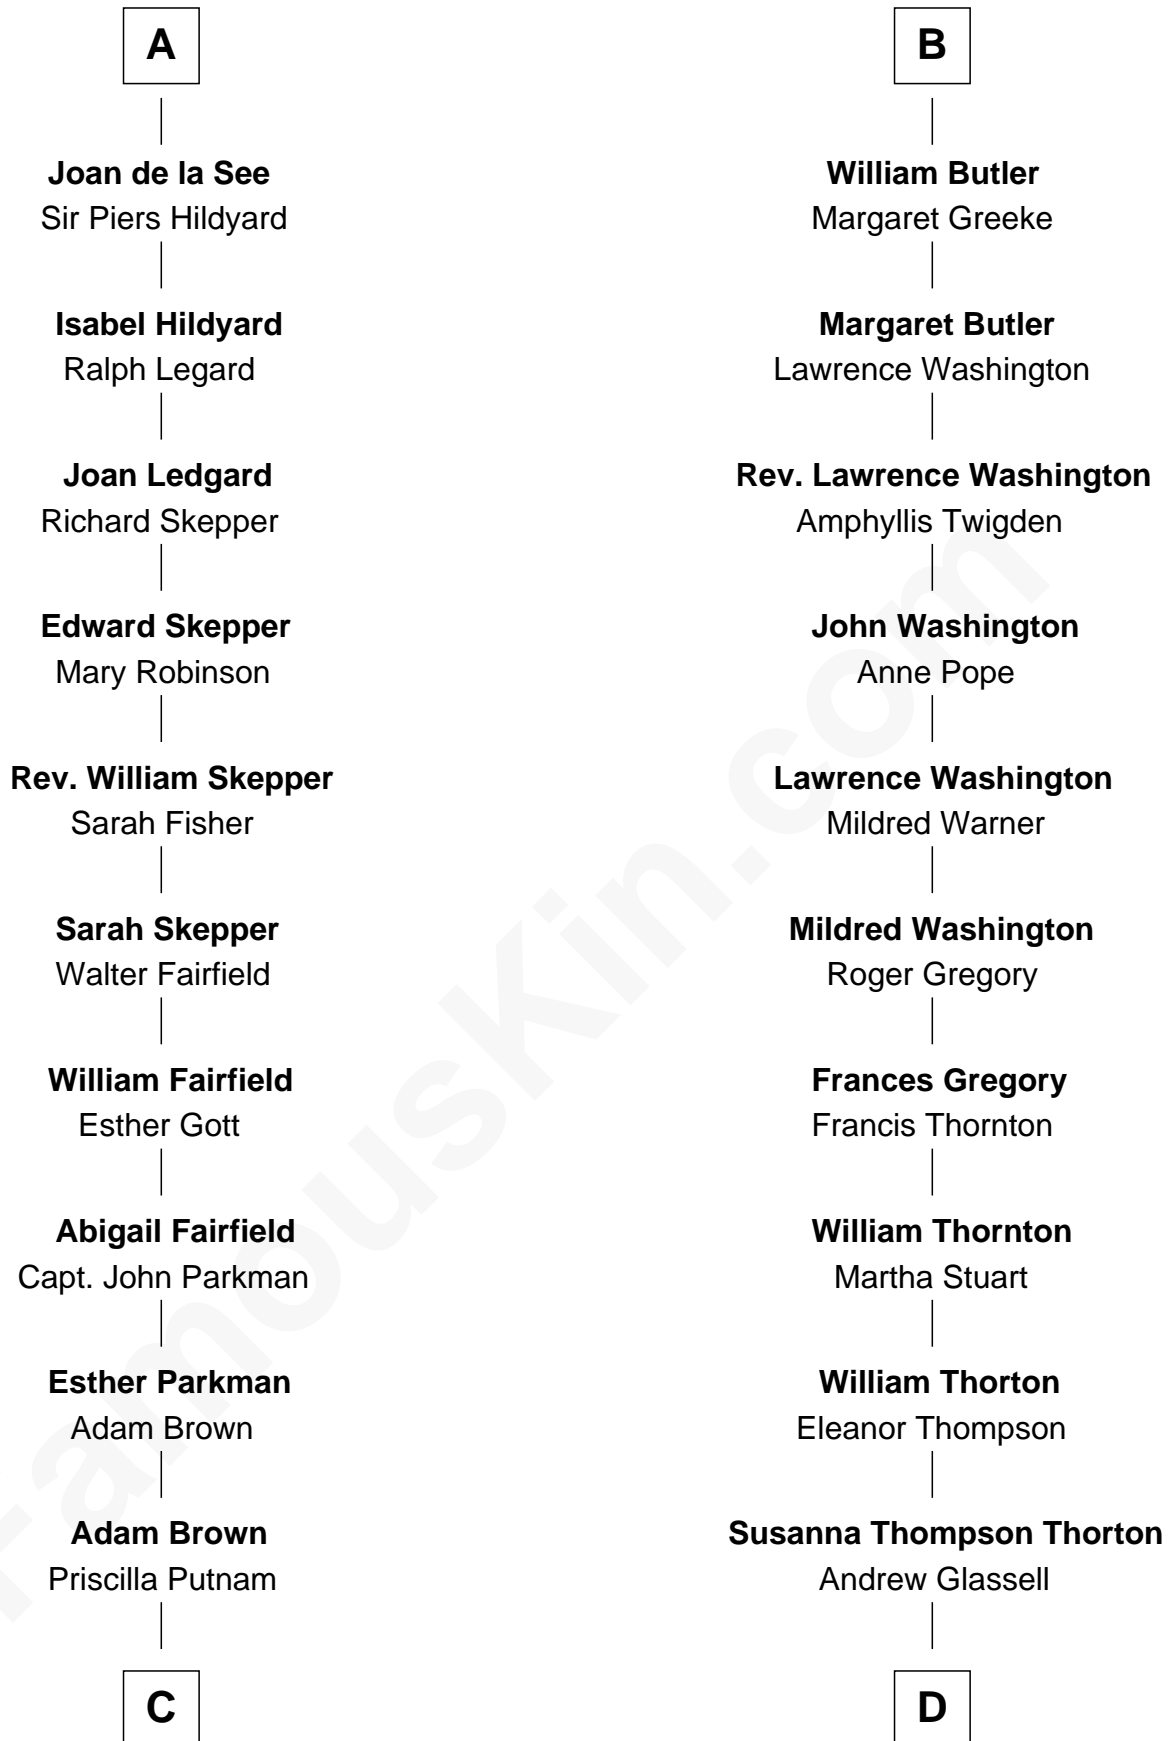 A
Joan de la See
Sir Piers Hildyard
Isabel Hildyard
Ralph Legard
Joan Ledgard
Richard Skepper
Edward Skepper
Mary Robinson
Rev. William Skepper
Sarah Fisher
Sarah Skepper
Walter Fairfield
William Fairfield
Esther Gott
Abigail Fairfield
Capt. John Parkman
Esther Parkman
Adam Brown
Adam Brown
Priscilla Putnam
C
B
William Butler
Margaret Greeke
Margaret Butler
Lawrence Washington
Rev. Lawrence Washington
Amphyllis Twigden
John Washington
Anne Pope
Lawrence Washington
Mildred Warner
Mildred Washington
Roger Gregory
Frances Gregory
Francis Thornton
William Thornton
Martha Stuart
William Thorton
Eleanor Thompson
Susanna Thompson Thorton
Andrew Glassell
D
FamousKin.com